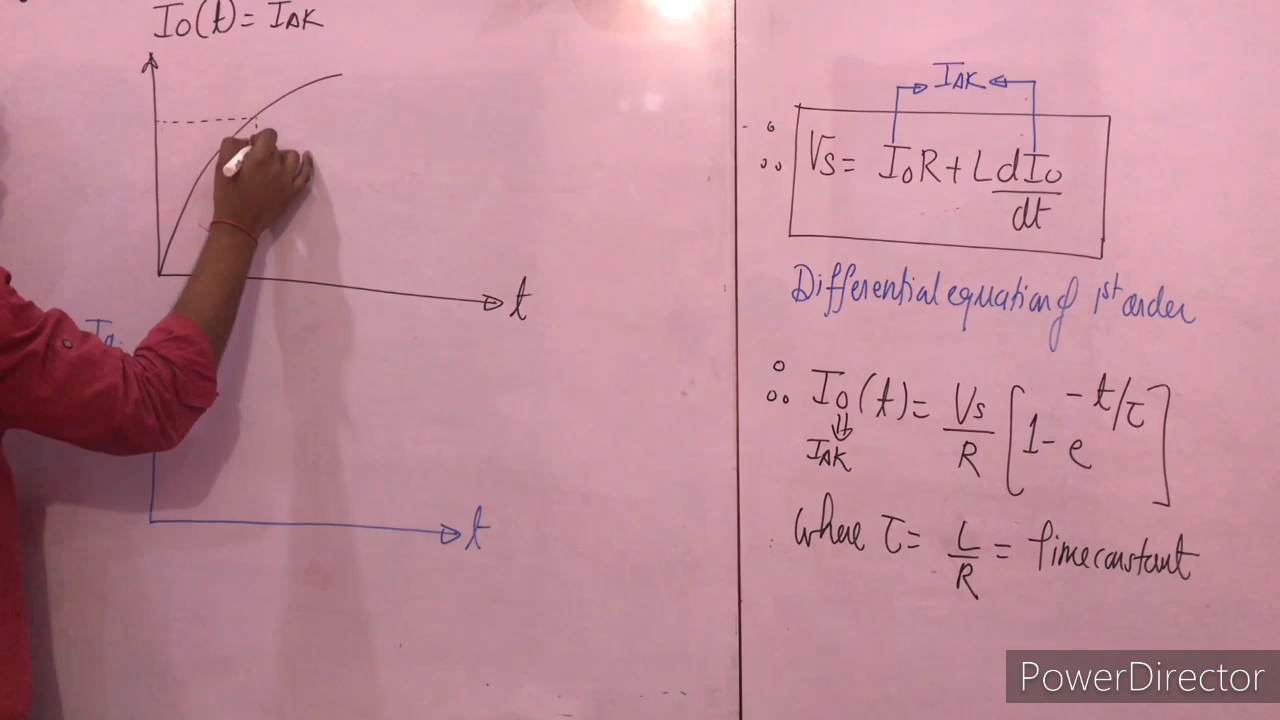 Io(t) = IAK
t
Ig
t
IAK
∴ Vs = IoR + L dIo/dt
Differential equation of 1st order
∴ Io(t) = Vs/R [1 - e^-t/τ]
IAK
where τ = L/R = Time constant
PowerDirector